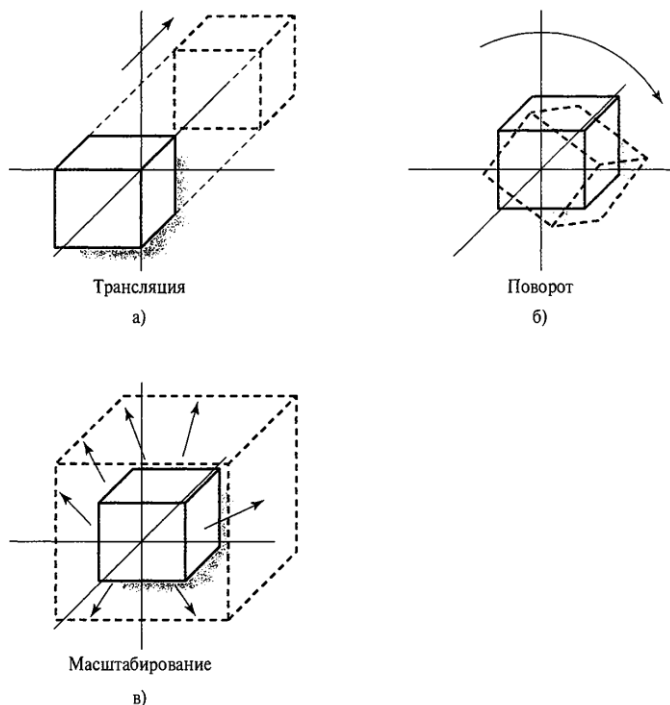 Трансляция
а)
Поворот
б)
Масштабирование
в)